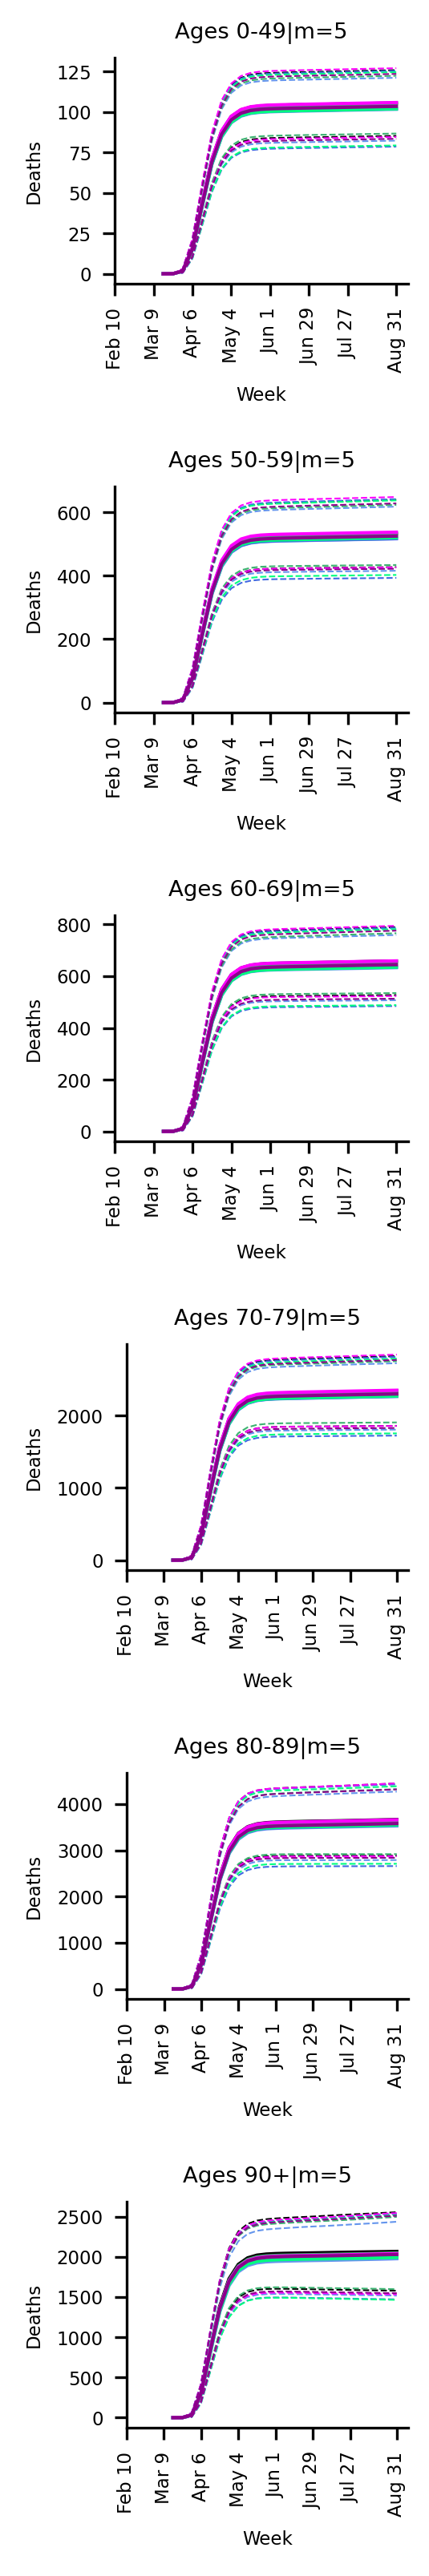 Ages 0-49|m=5
125
100
75
50
25
0
Deaths
Feb 10
Mar 9
Apr 6
May 4
Jun 1
Jun 29
Jul 27
Aug 31
Week
Ages 50-59|m=5
600
400
200
0
Deaths
Feb 10
Mar 9
Apr 6
May 4
Jun 1
Jun 29
Jul 27
Aug 31
Week
Ages 60-69|m=5
800
600
400
200
0
Deaths
Feb 10
Mar 9
Apr 6
May 4
Jun 1
Jun 29
Jul 27
Aug 31
Week
Ages 70-79|m=5
2000
1000
0
Deaths
Feb 10
Mar 9
Apr 6
May 4
Jun 1
Jun 29
Jul 27
Aug 31
Week
Ages 80-89|m=5
4000
3000
2000
1000
0
Deaths
Feb 10
Mar 9
Apr 6
May 4
Jun 1
Jun 29
Jul 27
Aug 31
Week
Ages 90+|m=5
2500
2000
1500
1000
500
0
Deaths
Feb 10
Mar 9
Apr 6
May 4
Jun 1
Jun 29
Jul 27
Aug 31
Week